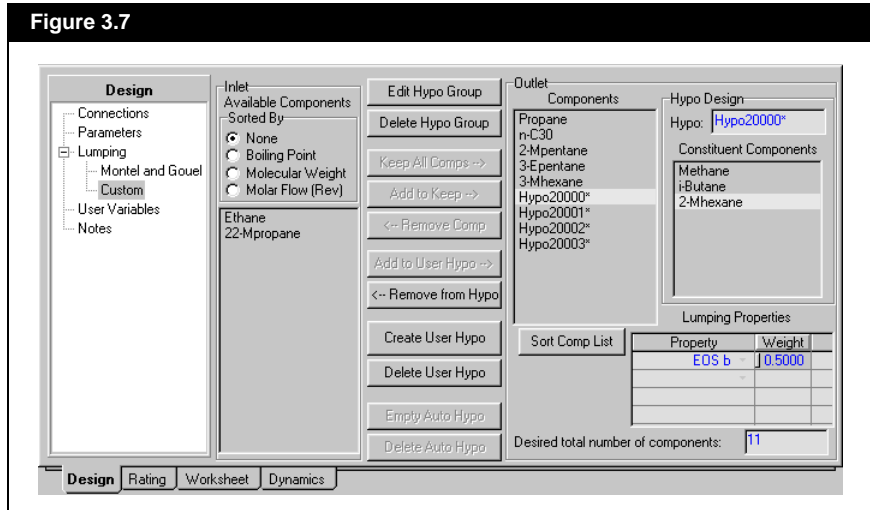 Figure 3.7
Design
Connections
Parameters
Lumping
Montel and Gouel
Custom
User Variables
Notes
Inlet
Available Components
Sorted By
None
Boiling Point
Molecular Weight
Molar Flow (Rev)
Ethane
22-Mpropane
Edit Hypo Group
Delete Hypo Group
Keep All Comps -->
Add to Keep -->
<-- Remove Comp
Add to User Hypo -->
<-- Remove from Hypo
Create User Hypo
Delete User Hypo
Empty Auto Hypo
Delete Auto Hypo
Outlet
Components
Propane
n-C30
2-Mpentane
3-Epentane
3-Mhexane
Hypo20000*
Hypo20001*
Hypo20002*
Hypo20003*
Sort Comp List
Hypo Design
Hypo: Hypo20000*
Constituent Components
Methane
i-Butane
2-Mhexane
Lumping Properties
Property Weight
EOS b 0.5000
Desired total number of components: 11
Design Rating Worksheet Dynamics